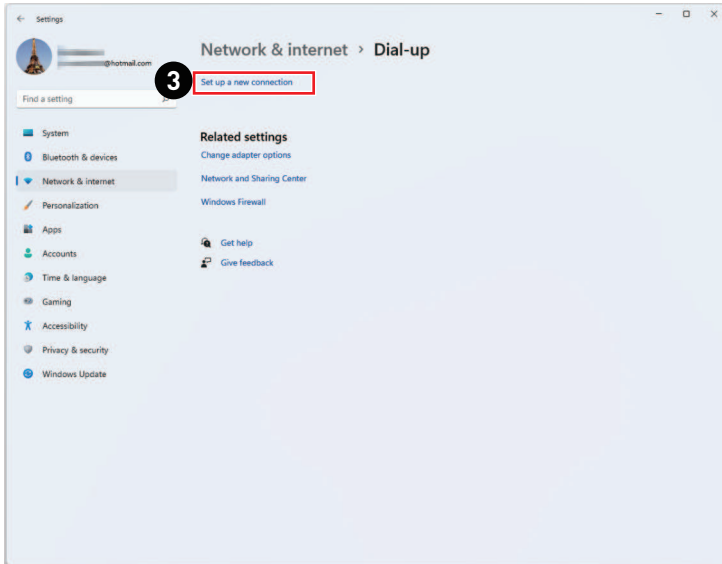 Settings
@hotmail.com
Find a setting
System
Bluetooth & devices
Network & internet
Personalization
Apps
Accounts
Time & language
Gaming
Accessibility
Privacy & security
Windows Update
Network & internet > Dial-up
3
Set up a new connection
Related settings
Change adapter options
Network and Sharing Center
Windows Firewall
Get help
Give feedback